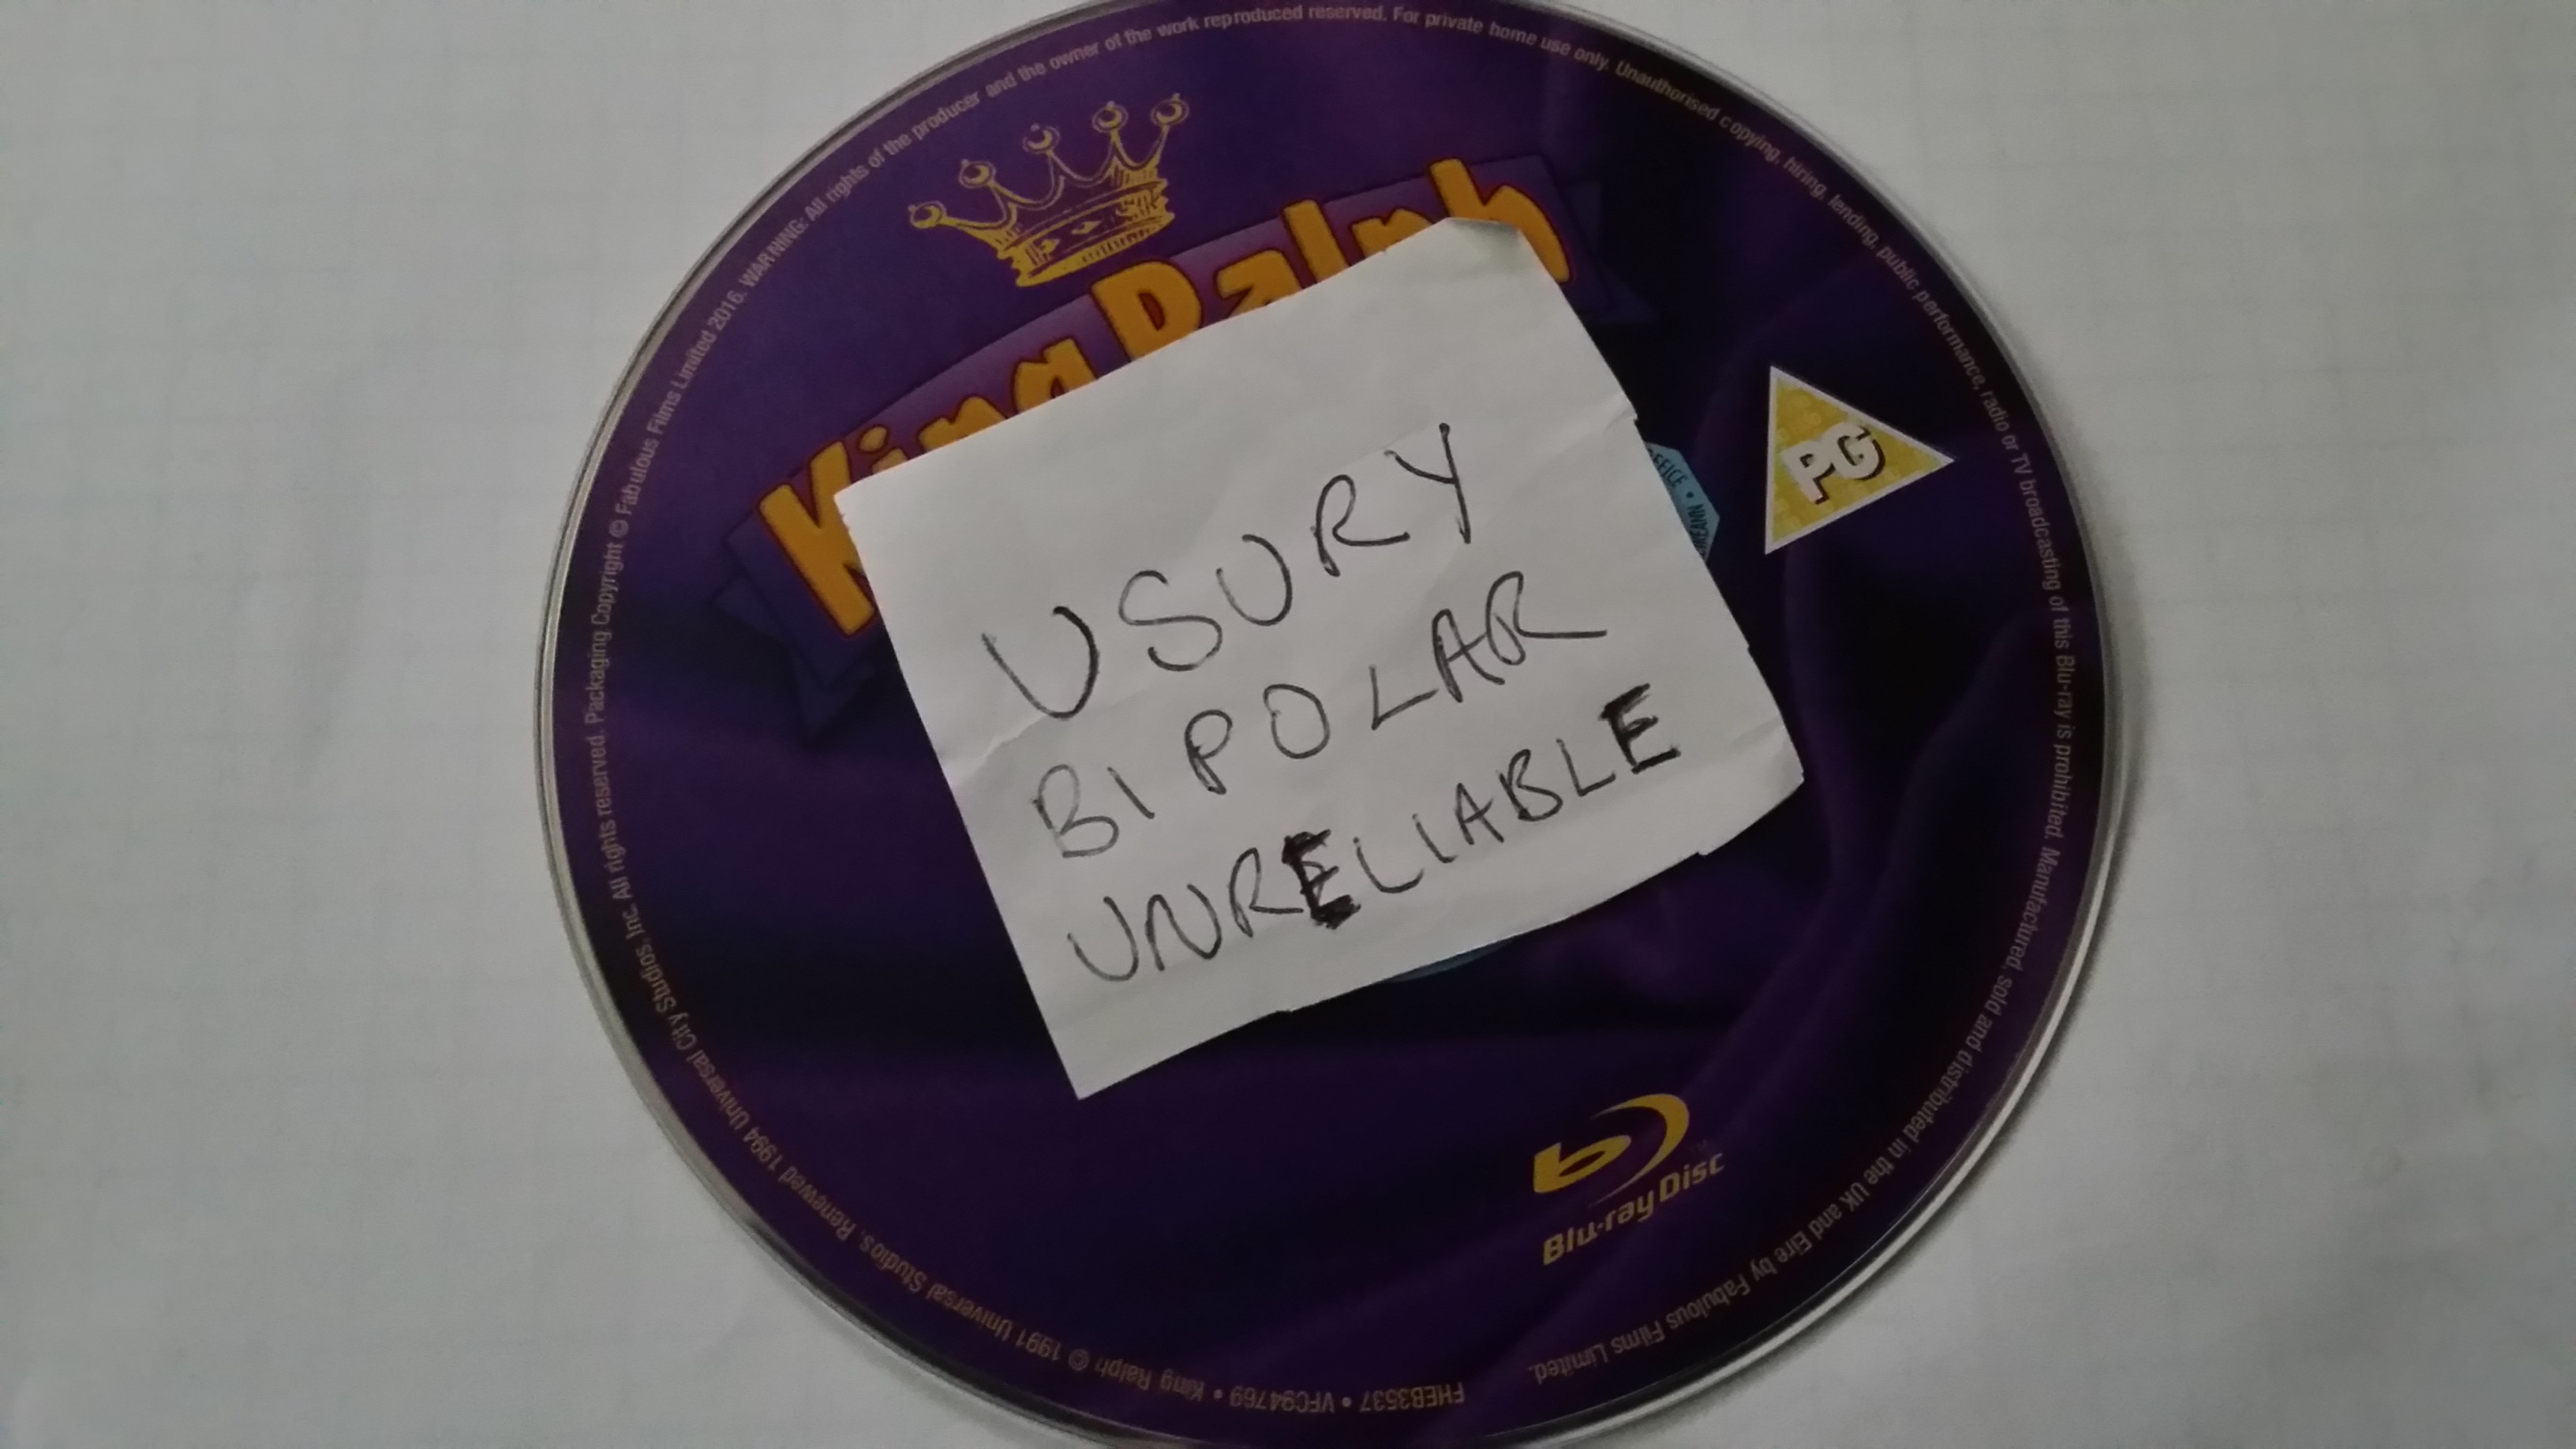 King Ralph
USURY
BIPOLAR
UNRELIABLE
PG
OFFICE •
Blu-ray Disc
FHEB3537 • VFC94769 • King Ralph © 1991 Universal Studios. Renewed 1994 Universal City Studios, Inc. All rights reserved. Packaging Copyright © Fabulous Films Limited 2016. WARNING: All rights of the producer and the owner of the work reproduced reserved. For private home use only. Unauthorised copying, hiring, lending, public performance, radio or TV broadcasting of this Blu-ray is prohibited. Manufactured, sold and distributed in the UK and Eire by Fabulous Films Limited.